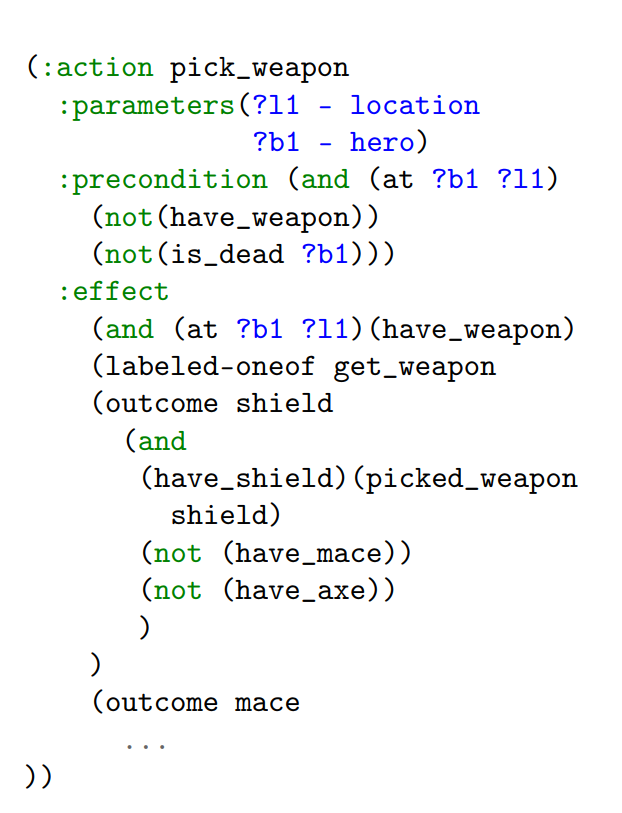 (:action pick_weapon
  :parameters(?l1 - location
              ?b1 - hero)
  :precondition (and (at ?b1 ?l1)
    (not(have_weapon))
    (not(is_dead ?b1)))
  :effect
    (and (at ?b1 ?l1)(have_weapon)
    (labeled-oneof get_weapon
    (outcome shield
      (and
       (have_shield)(picked_weapon
         shield)
       (not (have_mace))
       (not (have_axe))
       )
    )
    (outcome mace
      ...
))